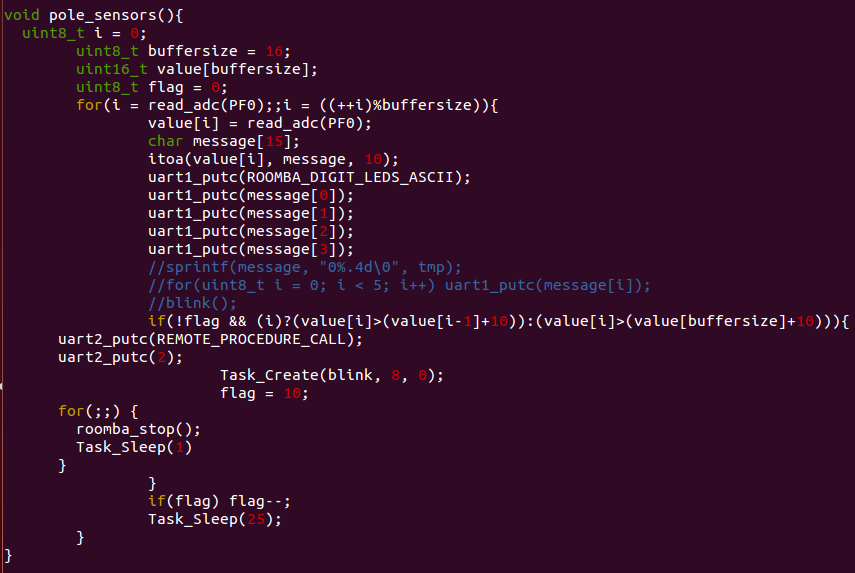 void pole_sensors(){
  uint8_t i = 0;
        uint8_t buffersize = 16;
        uint16_t value[buffersize];
        uint8_t flag = 0;
        for(i = read_adc(PF0);;i = ((++i)%buffersize)){
                value[i] = read_adc(PF0);
                char message[15];
                itoa(value[i], message, 10);
                uart1_putc(ROOMBA_DIGIT_LEDS_ASCII);
                uart1_putc(message[0]);
                uart1_putc(message[1]);
                uart1_putc(message[2]);
                uart1_putc(message[3]);
                //sprintf(message, "0%.4d\0", tmp);
                //for(uint8_t i = 0; i < 5; i++) uart1_putc(message[i]);
                //blink();
                if(!flag && (i)?(value[i]>(value[i-1]+10)):(value[i]>(value[buffersize]+10))){
      uart2_putc(REMOTE_PROCEDURE_CALL);
      uart2_putc(2);
                        Task_Create(blink, 8, 0);
                        flag = 10;
      for(;;) {
        roomba_stop();
        Task_Sleep(1)
      }
                }
                if(flag) flag--;
                Task_Sleep(25);
        }
}